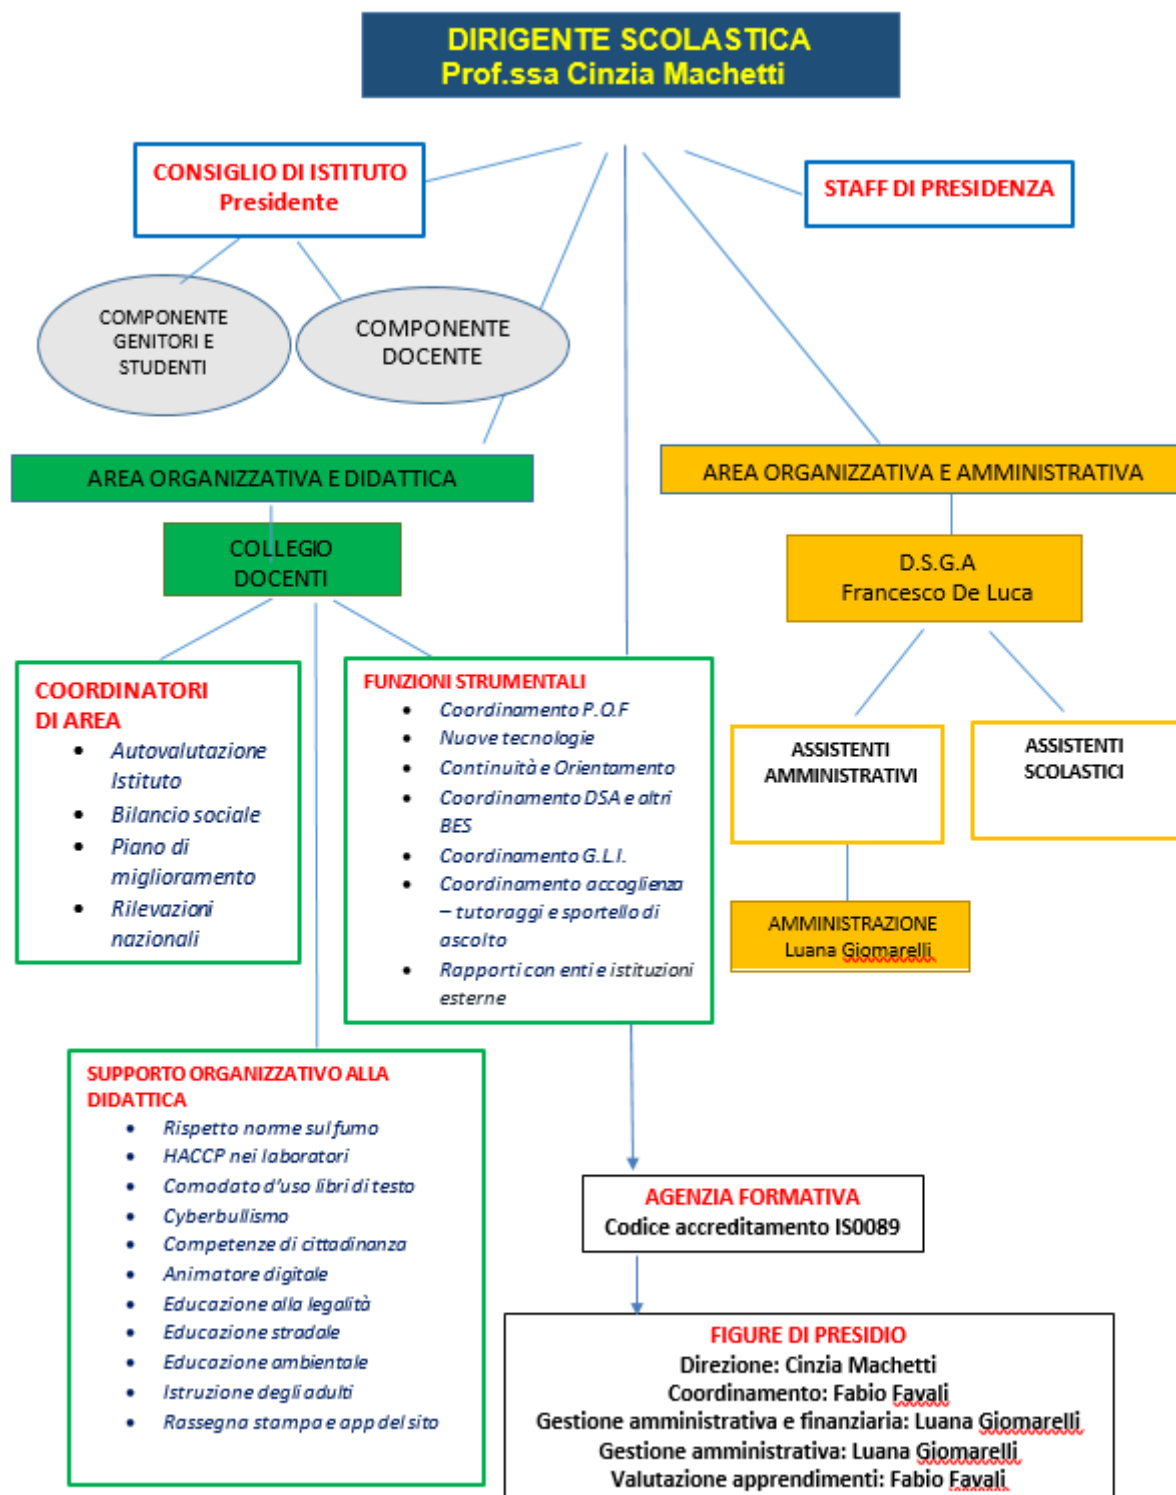 DIRIGENTE SCOLASTICA
Prof.ssa Cinzia Machetti
CONSIGLIO DI ISTITUTO
Presidente
STAFF DI PRESIDENZA
COMPONENTE
GENITORI E
STUDENTI
COMPONENTE
DOCENTE
AREA ORGANIZZATIVA E DIDATTICA
AREA ORGANIZZATIVA E AMMINISTRATIVA
COLLEGIO
DOCENTI
D.S.G.A
Francesco De Luca
COORDINATORI
DI AREA
• Autovalutazione
Istituto
• Bilancio sociale
• Piano di
miglioramento
• Rilevazioni
nazionali
FUNZIONI STRUMENTALI
• Coordinamento P.O.F
• Nuove tecnologie
• Continuità e Orientamento
• Coordinamento DSA e altri
BES
• Coordinamento G.L.I.
• Coordinamento accoglienza
– tutoraggi e sportello di
ascolto
• Rapporti con enti e istituzioni
esterne
ASSISTENTI
AMMINISTRATIVI
ASSISTENTI
SCOLASTICI
AMMINISTRAZIONE
Luana Giomarelli
SUPPORTO ORGANIZZATIVO ALLA
DIDATTICA
• Rispetto norme sul fumo
• HACCP nei laboratori
• Comodato d'uso libri di testo
• Cyberbullismo
• Competenze di cittadinanza
• Animatore digitale
• Educazione alla legalità
• Educazione stradale
• Educazione ambientale
• Istruzione degli adulti
• Rassegna stampa e app del sito
AGENZIA FORMATIVA
Codice accreditamento IS0089
FIGURE DI PRESIDIO
Direzione: Cinzia Machetti
Coordinamento: Fabio Favali
Gestione amministrativa e finanziaria: Luana Giomarelli
Gestione amministrativa: Luana Giomarelli
Valutazione apprendimenti: Fabio Favali